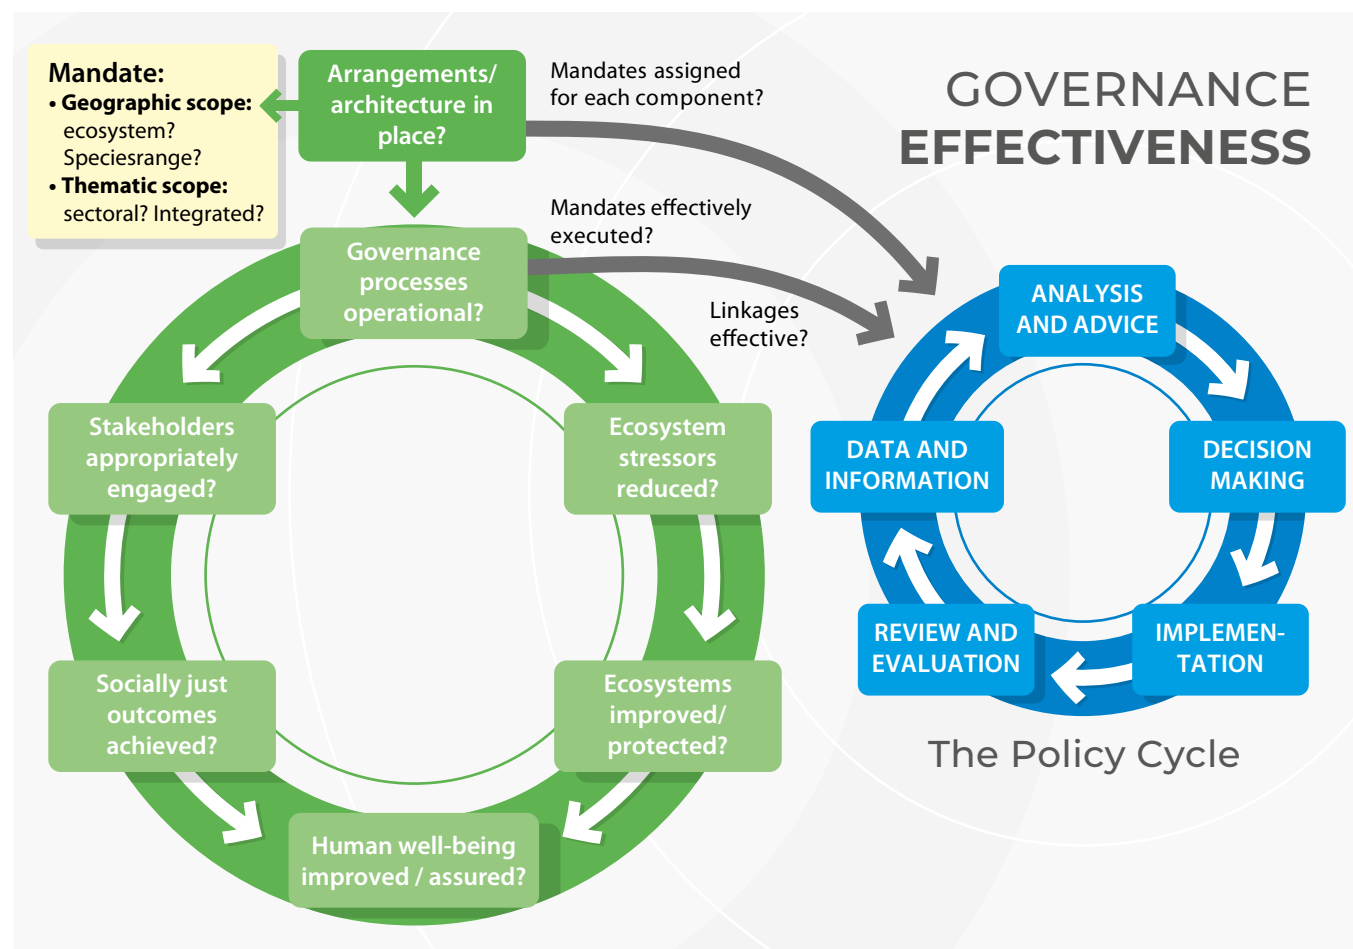 Mandate:
• Geographic scope:
ecosystem?
Speciesrange?
• Thematic scope:
sectoral? Integrated?
Arrangements/
architecture in
place?
Mandates assigned
for each component?
GOVERNANCE
EFFECTIVENESS
Governance
processes
operational?
Mandates effectively
executed?
Linkages
effective?
Stakeholders
appropriately
engaged?
Ecosystem
stressors
reduced?
Socially just
outcomes
achieved?
Ecosystems
improved/
protected?
Human well-being
improved / assured?
ANALYSIS
AND ADVICE
DATA AND
INFORMATION
DECISION
MAKING
REVIEW AND
EVALUATION
IMPLEMEN-
TATION
The Policy Cycle